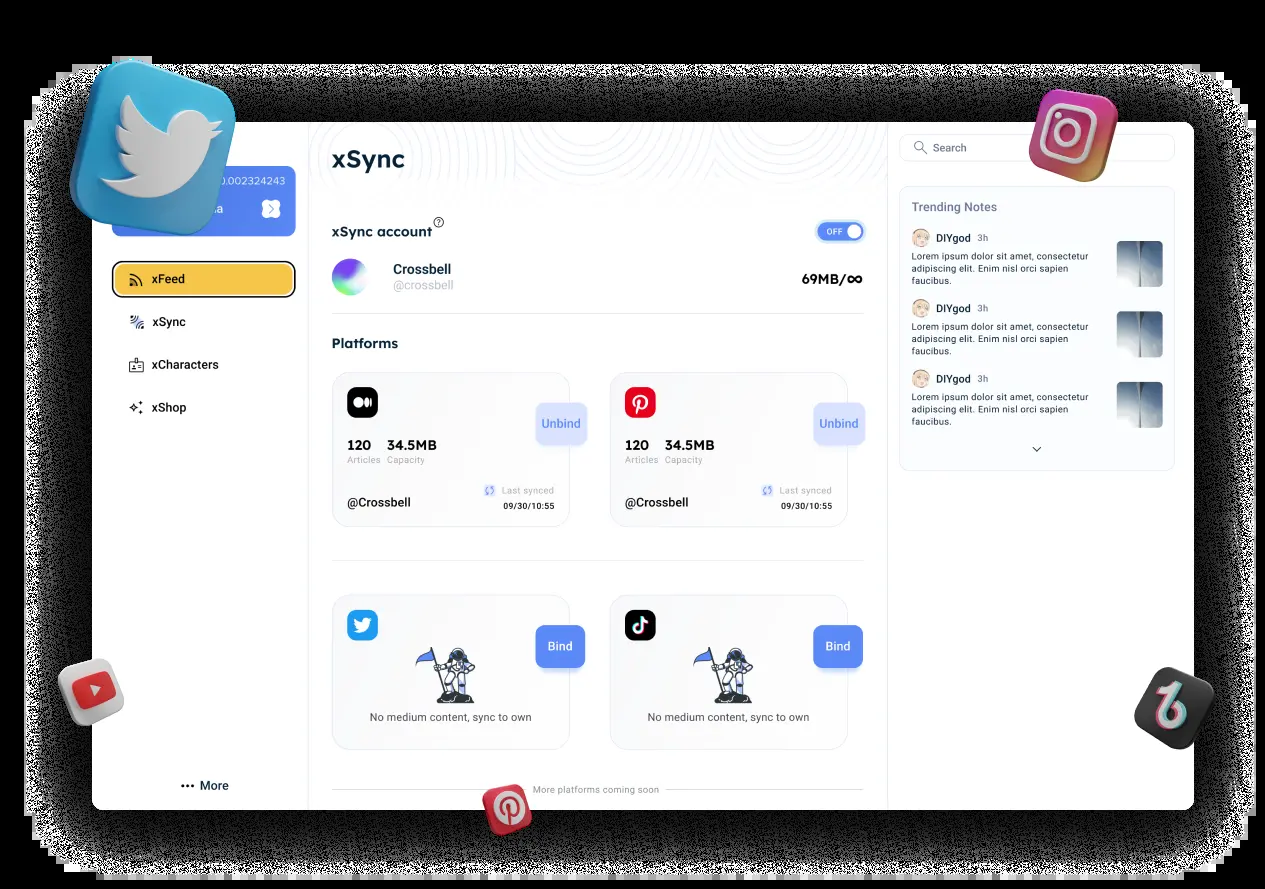 0.002324243
xFeed
xSync
xCharacters
xShop
More
xSync
xSync account
OFF
Crossbell
@crossbell
69MB/∞
Platforms
Unbind
120 34.5MB
Articles Capacity
Last synced
@Crossbell
09/30/10:55
Unbind
120 34.5MB
Articles Capacity
Last synced
@Crossbell
09/30/10:55
Bind
No medium content, sync to own
Bind
No medium content, sync to own
More platforms coming soon
Search
Trending Notes
DIYgod 3h
Lorem ipsum dolor sit amet, consectetur
adipiscing elit. Enim nisl orci sapien
faucibus.
DIYgod 3h
Lorem ipsum dolor sit amet, consectetur
adipiscing elit. Enim nisl orci sapien
faucibus.
DIYgod 3h
Lorem ipsum dolor sit amet, consectetur
adipiscing elit. Enim nisl orci sapien
faucibus.